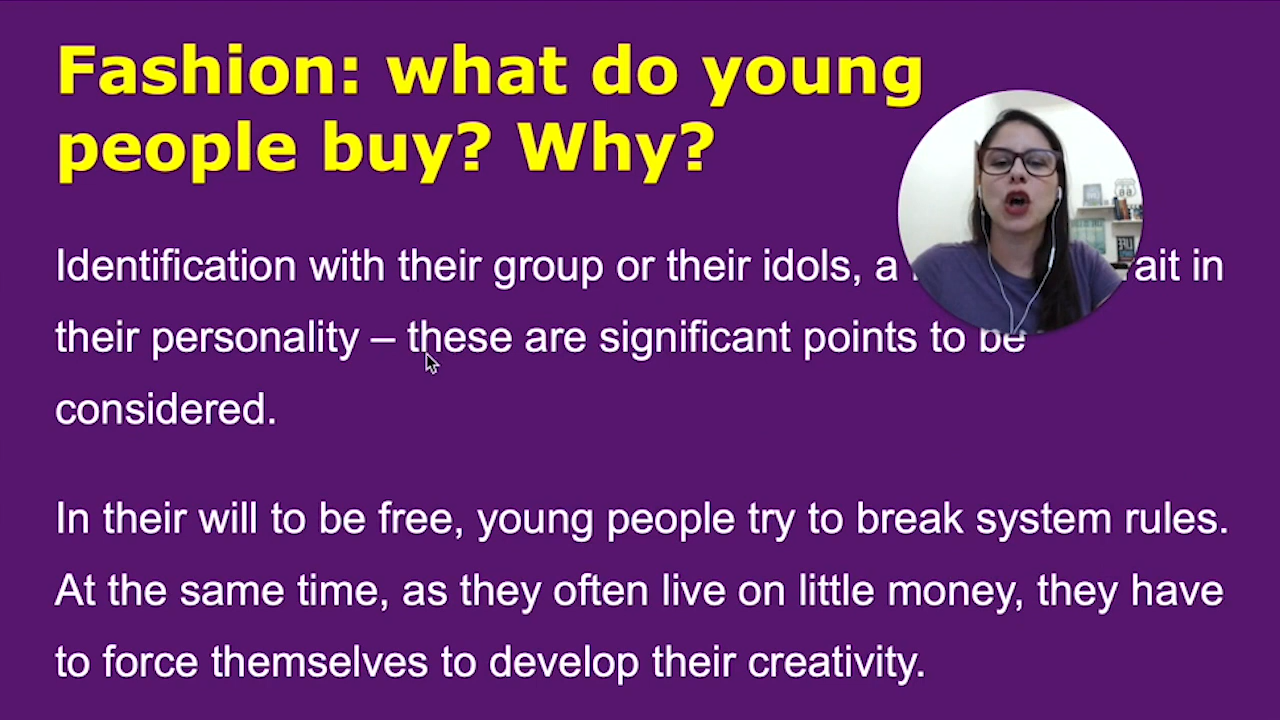 Fashion: what do young
people buy? Why?
Identification with their group or their idols, a in
their personality – these are significant points to be
considered.
In their will to be free, young people try to break system rules.
At the same time, as they often live on little money, they have
to force themselves to develop their creativity.